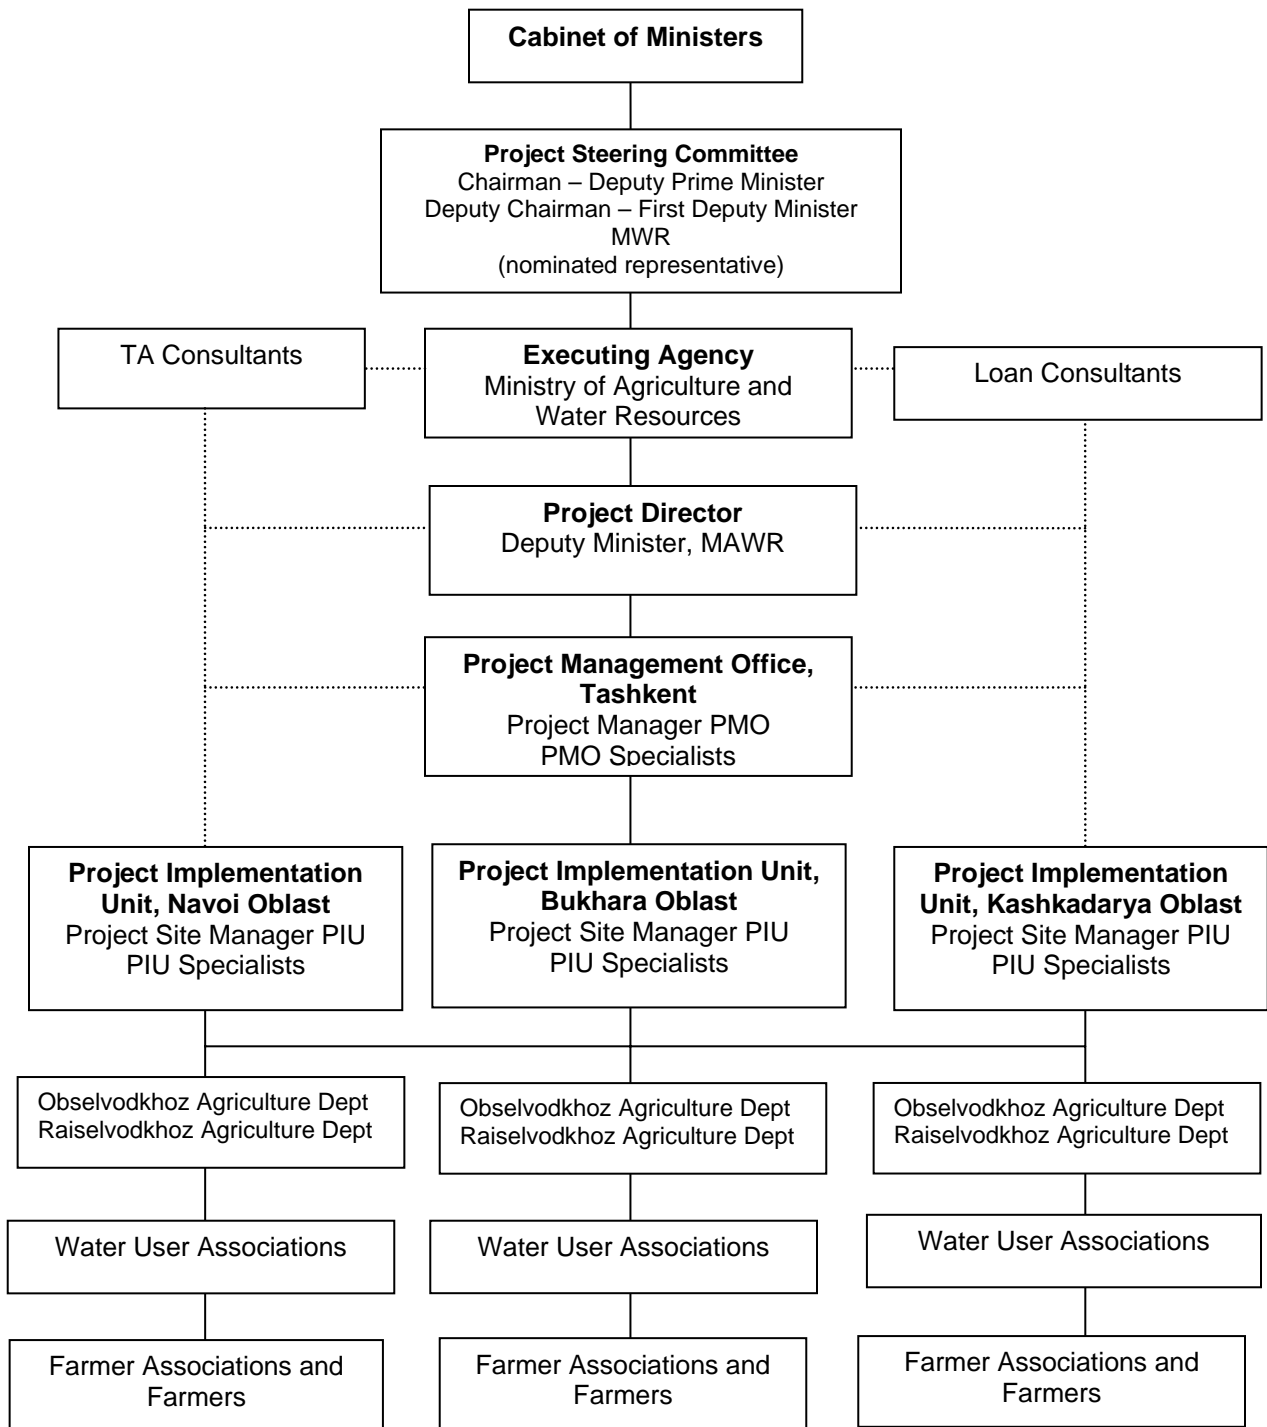 Cabinet of Ministers
Project Steering Committee
Chairman – Deputy Prime Minister
Deputy Chairman – First Deputy Minister
MWR
(nominated representative)
TA Consultants
Executing Agency
Ministry of Agriculture and
Water Resources
Loan Consultants
Project Director
Deputy Minister, MAWR
Project Management Office,
Tashkent
Project Manager PMO
PMO Specialists
Project Implementation
Unit, Navoi Oblast
Project Site Manager PIU
PIU Specialists
Project Implementation Unit,
Bukhara Oblast
Project Site Manager PIU
PIU Specialists
Project Implementation
Unit, Kashkadarya Oblast
Project Site Manager PIU
PIU Specialists
Obselvodkhoz Agriculture Dept
Raiselvodkhoz Agriculture Dept
Obselvodkhoz Agriculture Dept
Raiselvodkhoz Agriculture Dept
Obselvodkhoz Agriculture Dept
Raiselvodkhoz Agriculture Dept
Water User Associations
Water User Associations
Water User Associations
Farmer Associations and
Farmers
Farmer Associations and
Farmers
Farmer Associations and
Farmers